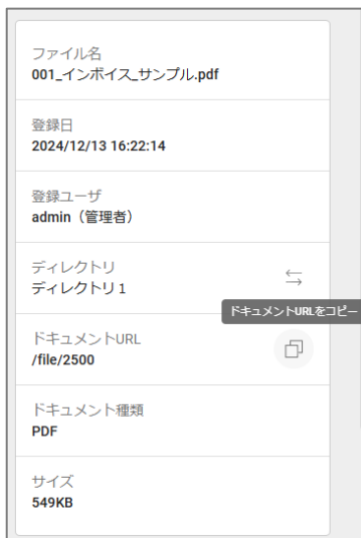 ファイル名
001_インボイス_サンプル.pdf
登録日
2024/12/13 16:22:14
登録ユーザ
admin（管理者）
ディレクトリ
ディレクトリ1
ドキュメントURLをコピー
ドキュメントURL
/file/2500
ドキュメント種類
PDF
サイズ
549KB